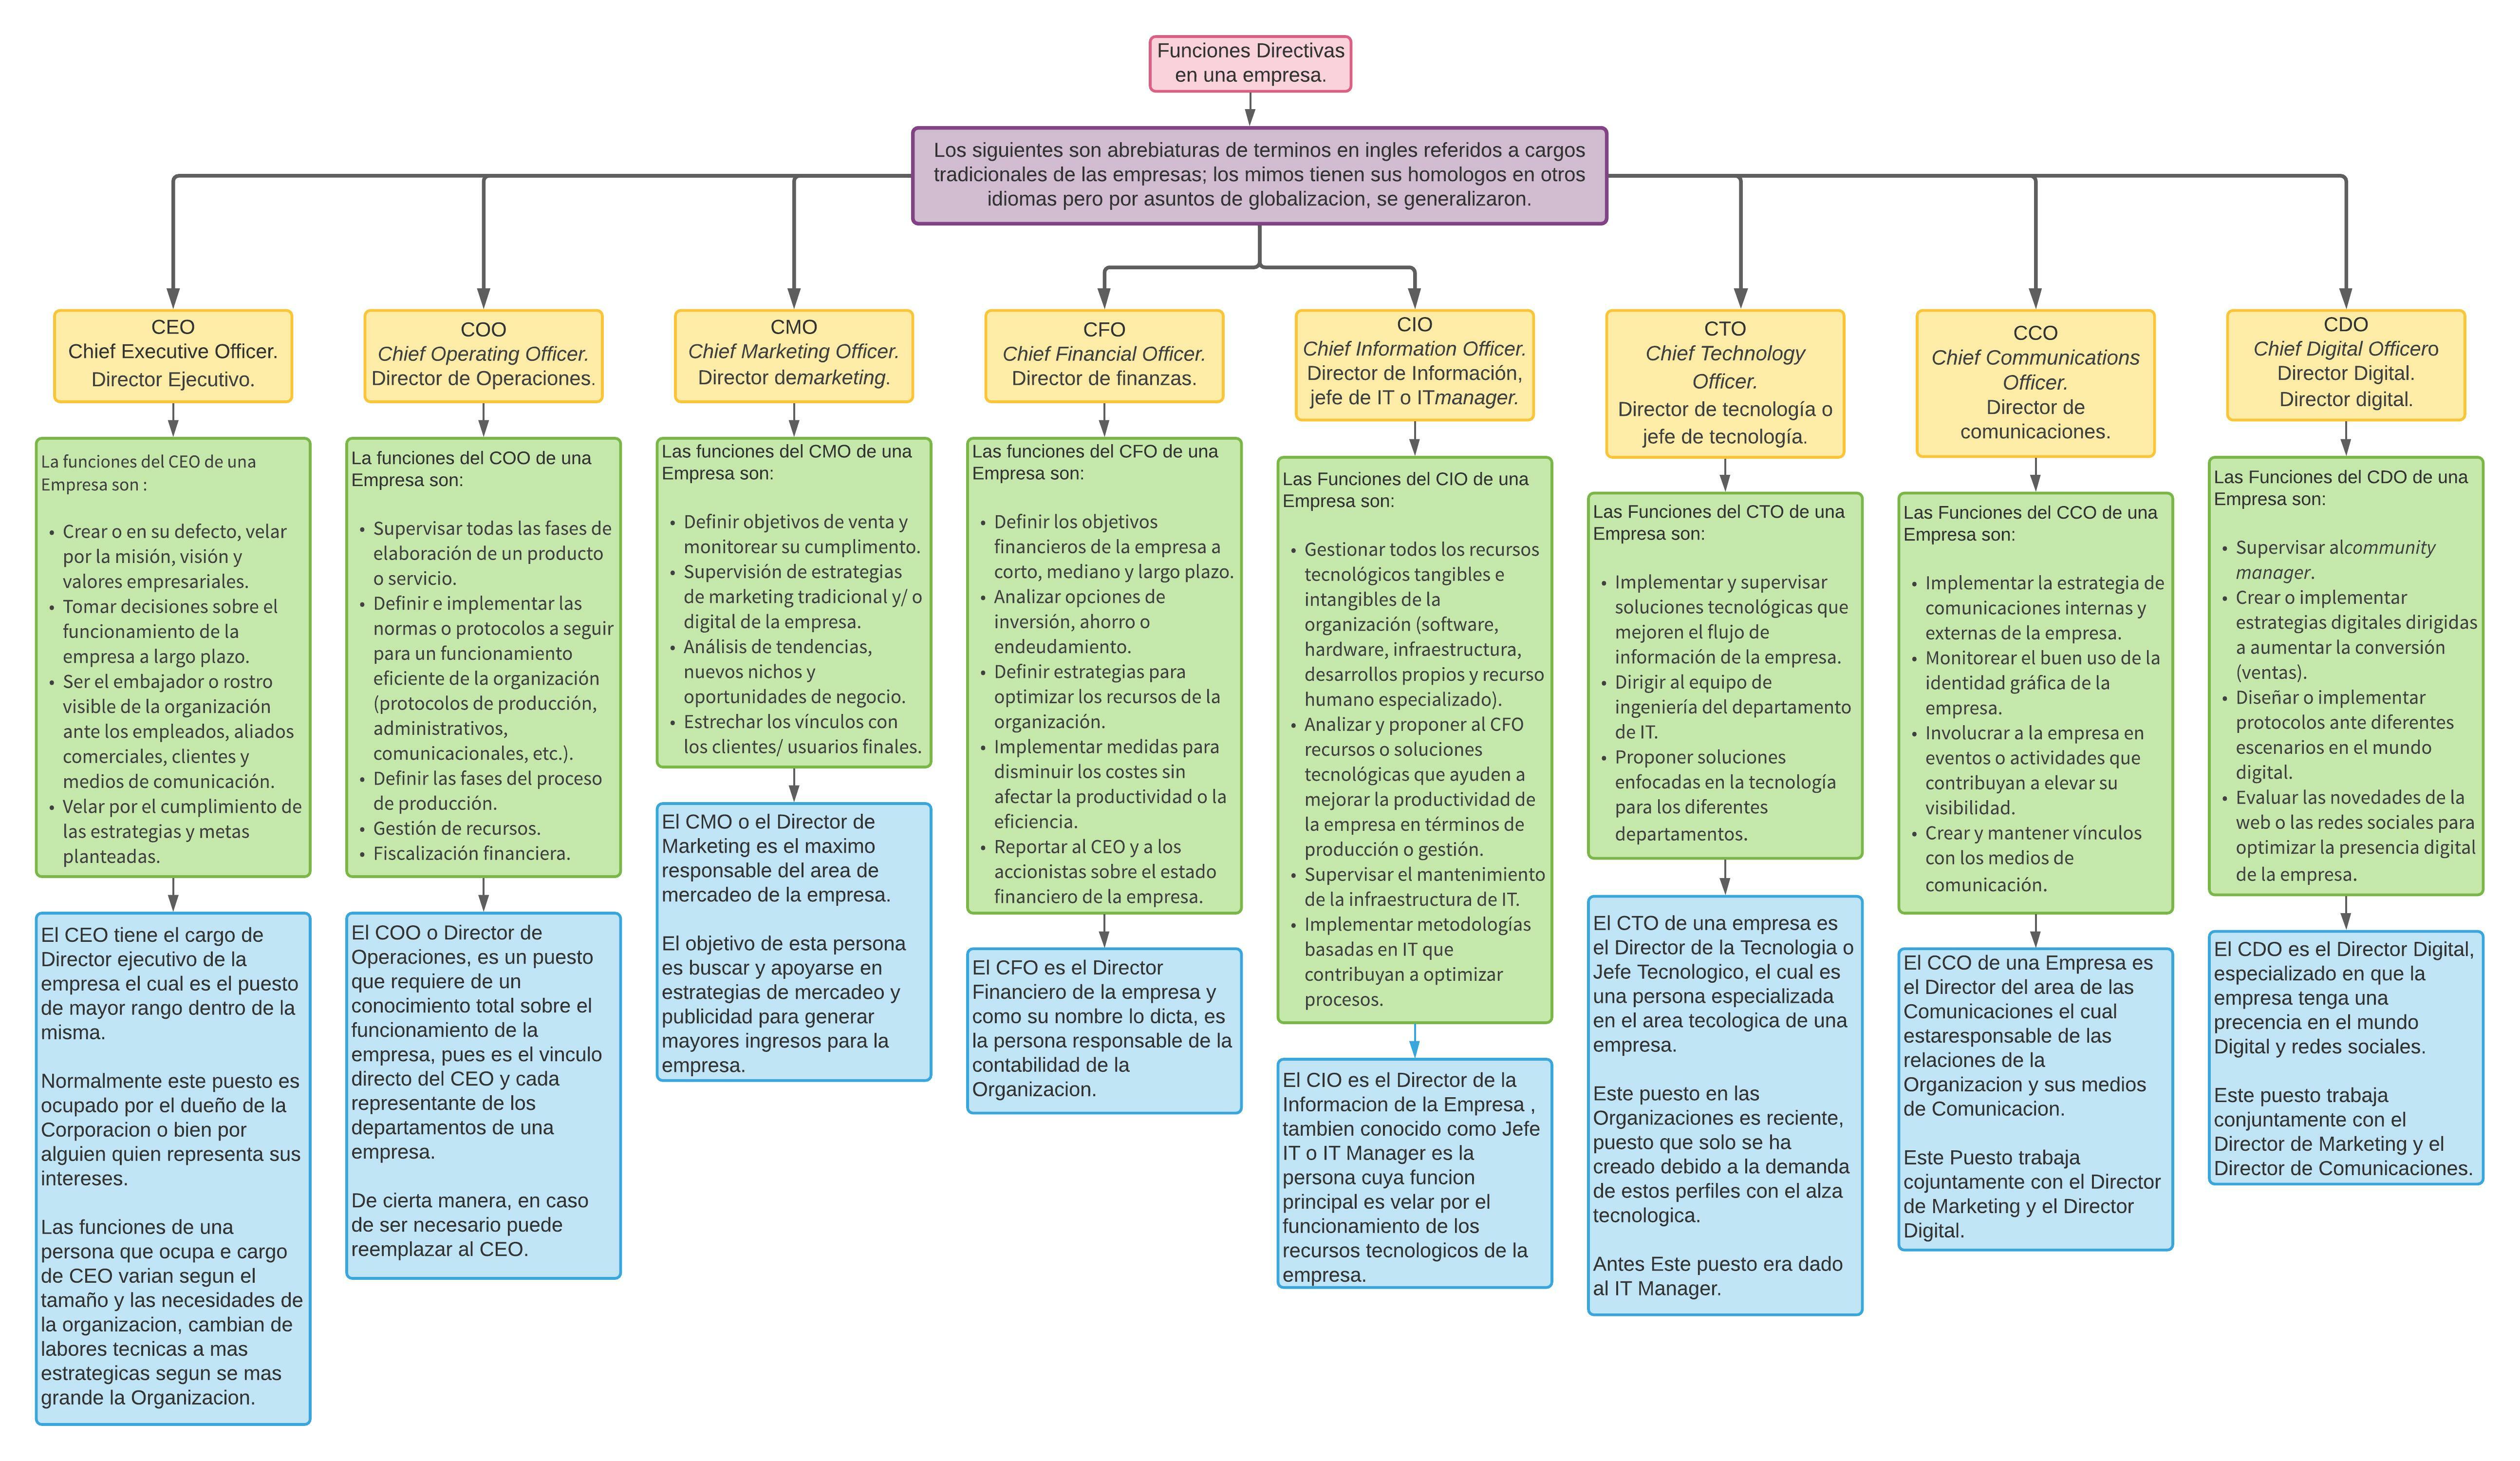 Funciones Directivas
en una empresa.
Los siguientes son abrebiaturas de terminos en ingles referidos a cargos
tradicionales de las empresas; los mimos tienen sus homologos en otros
idiomas pero por asuntos de globalizacion, se generalizaron.
CEO
Chief Executive Officer.
Director Ejecutivo.
La funciones del CEO de una
Empresa son :
• Crear o en su defecto, velar
por la misión, visión y
valores empresariales.
• Tomar decisiones sobre el
funcionamiento de la
empresa a largo plazo.
• Ser el embajador o rostro
visible de la organización
ante los empleados, aliados
comerciales, clientes y
medios de comunicación.
• Velar por el cumplimiento de
las estrategias y metas
planteadas.
El CEO tiene el cargo de
Director ejecutivo de la
empresa el cual es el puesto
de mayor rango dentro de la
misma.
Normalmente este puesto es
ocupado por el dueño de la
Corporacion o bien por
alguien quien representa sus
intereses.
Las funciones de una
persona que ocupa e cargo
de CEO varian segun el
tamaño y las necesidades de
la organizacion, cambian de
labores tecnicas a mas
estrategicas segun se mas
grande la Organizacion.
COO
Chief Operating Officer.
Director de Operaciones.
La funciones del COO de una
Empresa son:
• Supervisar todas las fases de
elaboración de un producto
o servicio.
• Definir e implementar las
normas o protocolos a seguir
para un funcionamiento
eficiente de la organización
(protocolos de producción,
administrativos,
comunicacionales, etc.).
• Definir las fases del proceso
de producción.
• Gestión de recursos.
• Fiscalización financiera.
El COO o Director de
Operaciones, es un puesto
que requiere de un
conocimiento total sobre el
funcionamiento de la
empresa, pues es el vinculo
directo del CEO y cada
representante de los
departamentos de una
empresa.
De cierta manera, en caso
de ser necesario puede
reemplazar al CEO.
CMO
Chief Marketing Officer.
Director demarketing.
Las funciones del CMO de una
Empresa son:
• Definir objetivos de venta y
monitorear su cumplimento.
• Supervisión de estrategias
de marketing tradicional y/ o
digital de la empresa.
• Análisis de tendencias,
nuevos nichos y
oportunidades de negocio.
• Estrechar los vínculos con
los clientes/ usuarios finales.
El CMO o el Director de
Marketing es el maximo
responsable del area de
mercadeo de la empresa.
El objetivo de esta persona
es buscar y apoyarse en
estrategias de mercadeo y
publicidad para generar
mayores ingresos para la
empresa.
CFO
Chief Financial Officer.
Director de finanzas.
Las funciones del CFO de una
Empresa son:
• Definir los objetivos
financieros de la empresa a
corto, mediano y largo plazo.
• Analizar opciones de
inversión, ahorro o
endeudamiento.
• Definir estrategias para
optimizar los recursos de la
organización.
• Implementar medidas para
disminuir los costes sin
afectar la productividad o la
eficiencia.
• Reportar al CEO y a los
accionistas sobre el estado
financiero de la empresa.
El CFO es el Director
Financiero de la empresa y
como su nombre lo dicta, es
la persona responsable de la
contabilidad de la
Organizacion.
CIO
Chief Information Officer.
Director de Información,
jefe de IT o ITmanager.
Las Funciones del CIO de una
Empresa son:
• Gestionar todos los recursos
tecnológicos tangibles e
intangibles de la
organización (software,
hardware, infraestructura,
desarrollos propios y recurso
humano especializado).
• Analizar y proponer al CFO
recursos o soluciones
tecnológicas que ayuden a
mejorar la productividad de
la empresa en términos de
producción o gestión.
• Supervisar el mantenimiento
de la infraestructura de IT.
• Implementar metodologías
basadas en IT que
contribuyan a optimizar
procesos.
El CIO es el Director de la
Informacion de la Empresa ,
tambien conocido como Jefe
IT o IT Manager es la
persona cuya funcion
principal es velar por el
funcionamiento de los
recursos tecnologicos de la
empresa.
CTO
Chief Technology
Officer.
Director de tecnología o
jefe de tecnología.
Las Funciones del CTO de una
Empresa son:
• Implementar y supervisar
soluciones tecnológicas que
mejoren el flujo de
información de la empresa.
• Dirigir al equipo de
ingeniería del departamento
de IT.
• Proponer soluciones
enfocadas en la tecnología
para los diferentes
departamentos.
El CTO de una empresa es
el Director de la Tecnologia o
Jefe Tecnologico, el cual es
una persona especializada
en el area tecologica de una
empresa.
Este puesto en las
Organizaciones es reciente,
puesto que solo se ha
creado debido a la demanda
de estos perfiles con el alza
tecnologica.
Antes Este puesto era dado
al IT Manager.
CCO
Chief Communications
Officer.
Director de
comunicaciones.
Las Funciones del CCO de una
Empresa son:
• Implementar la estrategia de
comunicaciones internas y
externas de la empresa.
• Monitorear el buen uso de la
identidad gráfica de la
empresa.
• Involucrar a la empresa en
eventos o actividades que
contribuyan a elevar su
visibilidad.
• Crear y mantener vínculos
con los medios de
comunicación.
El CCO de una Empresa es
el Director del area de las
Comunicaciones el cual
estaresponsable de las
relaciones de la
Organizacion y sus medios
de Comunicacion.
Este Puesto trabaja
cojuntamente con el Director
de Marketing y el Director
Digital.
CDO
Chief Digital Officero
Director Digital.
Director digital.
Las Funciones del CDO de una
Empresa son:
• Supervisar alcommunity
manager.
• Crear o implementar
estrategias digitales dirigidas
a aumentar la conversión
(ventas).
• Diseñar o implementar
protocolos ante diferentes
escenarios en el mundo
digital.
• Evaluar las novedades de la
web o las redes sociales para
optimizar la presencia digital
de la empresa.
El CDO es el Director Digital,
especializado en que la
empresa tenga una
precencia en el mundo
Digital y redes sociales.
Este puesto trabaja
conjuntamente con el
Director de Marketing y el
Director de Comunicaciones.